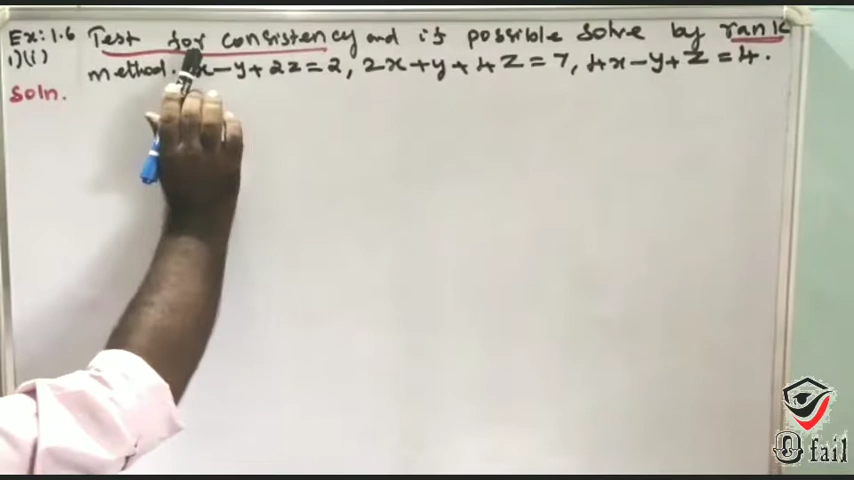 Ex: 1.6 Test for consistency and if possible solve by rank
1)(i) method. x-y+2z=2, 2x+y+4z=7, 4x-y+z=4.
Soln.
0 fail